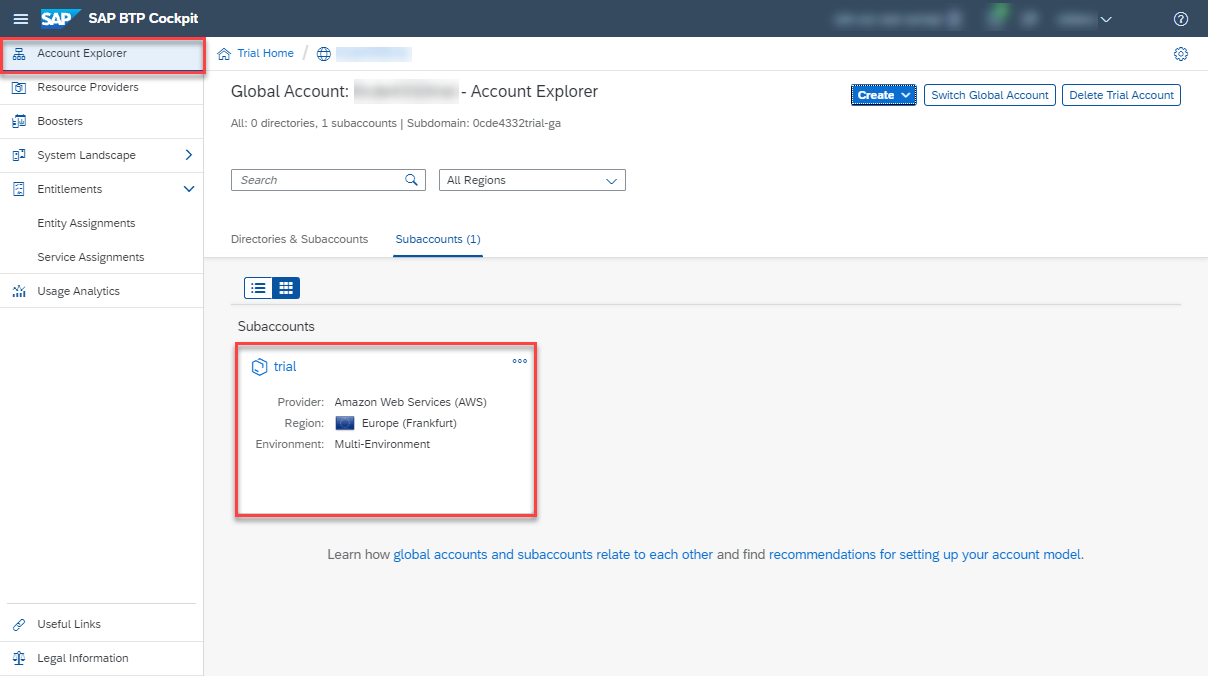 SAP SAP BTP Cockpit
Account Explorer
Resource Providers
Boosters
System Landscape
Entitlements
Entity Assignments
Service Assignments
Usage Analytics
Useful Links
Legal Information
Trial Home /
Global Account: - Account Explorer
Create
Switch Global Account
Delete Trial Account
All: 0 directories, 1 subaccounts | Subdomain: 0cde4332trial-ga
Search
All Regions
Directories & Subaccounts
Subaccounts (1)
Subaccounts
trial
Provider: Amazon Web Services (AWS)
Region: Europe (Frankfurt)
Environment: Multi-Environment
Learn how global accounts and subaccounts relate to each other and find recommendations for setting up your account model.